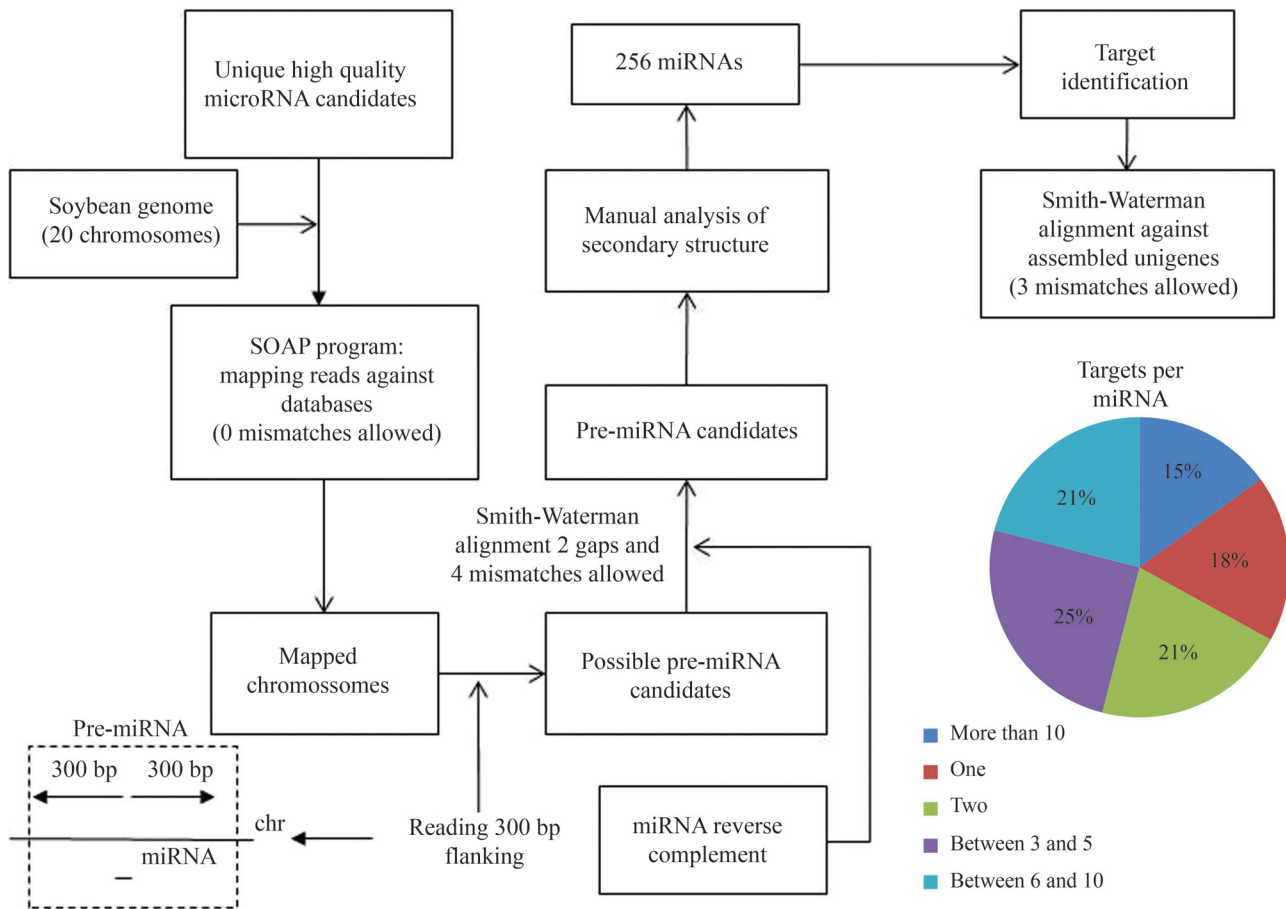 Unique high quality
microRNA candidates
Soybean genome
(20 chromosomes)
SOAP program:
mapping reads against
databases
(0 mismatches allowed)
Mapped
chromossomes
Pre-miRNA
300 bp
300 bp
chr
miRNA
Reading 300 bp
flanking
Possible pre-miRNA
candidates
miRNA reverse
complement
Smith-Waterman
alignment 2 gaps and
4 mismatches allowed
Pre-miRNA candidates
Manual analysis of
secondary structure
256 miRNAs
Target
identification
Smith-Waterman
alignment against
assembled unigenes
(3 mismatches allowed)
Targets per
miRNA
15%
18%
21%
25%
21%
More than 10
One
Two
Between 3 and 5
Between 6 and 10